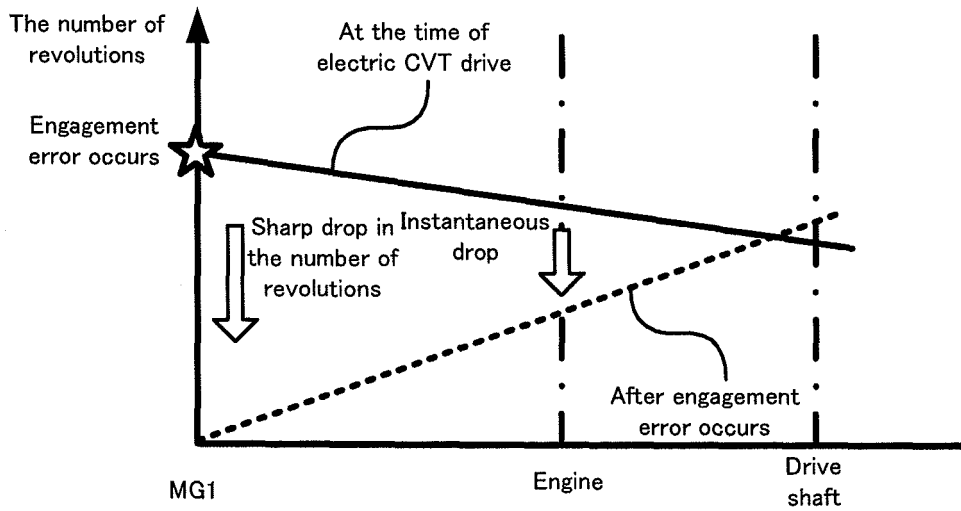 The number of
revolutions
At the time of
electric CVT drive
Engagement
error occurs
Sharp drop in
the number of
revolutions
Instantaneous
drop
After engagement
error occurs
MG1
Engine
Drive
shaft